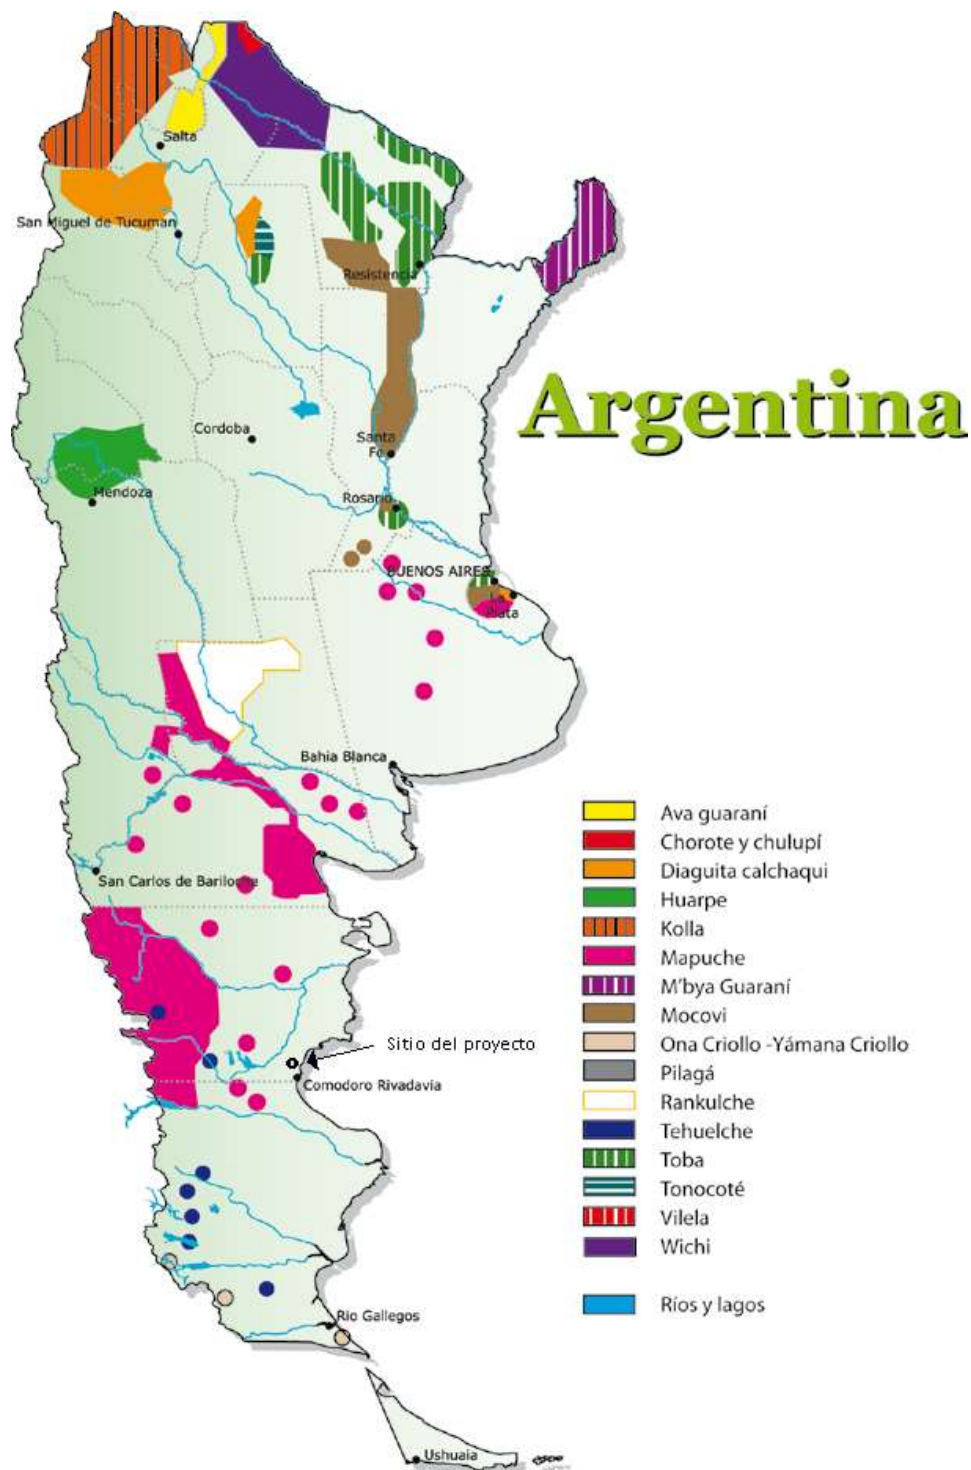 Salta
San Miguel de Tucuman
Resistencia
Argentina
Cordoba
Santa
Fe
Mendoza
Rosario
BUENOS AIRES
La
Plata
Bahia Blanca
San Carlos de Bariloche
Sitio del proyecto
Comodoro Rivadavia
Rio Gallegos
Ushuaia
Ava guaraní
Chorote y chulupí
Diaguita calchaqui
Huarpe
Kolla
Mapuche
M'bya Guaraní
Mocovi
Ona Criollo -Yámana Criollo
Pilagá
Rankulche
Tehuelche
Toba
Tonocoté
Vilela
Wichi
Ríos y lagos